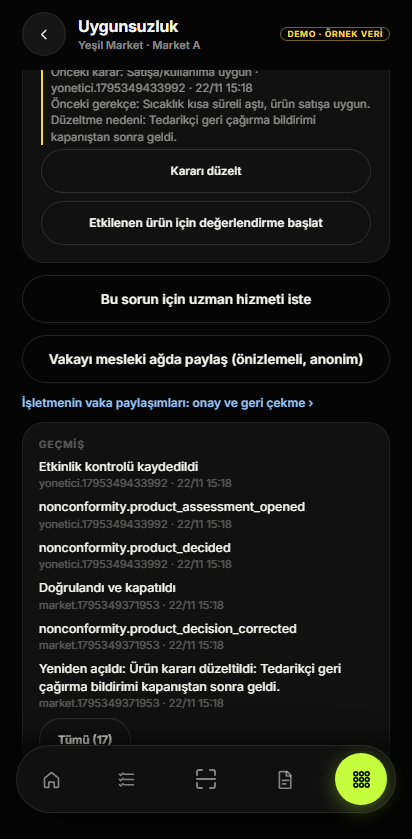 Uygunsuzluk
Yeşil Market · Market A
DEMO · ÖRNEK VERİ
Önceki karar: Satışa/kullanıma uygun ·
yonetici.1795349433992 · 22/11 15:18
Önceki gerekçe: Sıcaklık kısa süreli aştı, ürün satışa uygun.
Düzeltme nedeni: Tedarikçi geri çağırma bildirimi
kapanıştan sonra geldi.
Kararı düzelt
Etkilenen ürün için değerlendirme başlat
Bu sorun için uzman hizmeti iste
Vakayı mesleki ağda paylaş (önizlemeli, anonim)
İşletmenin vaka paylaşımları: onay ve geri çekme ›
GEÇMİŞ
Etkinlik kontrolü kaydedildi
yonetici.1795349433992 · 22/11 15:18
nonconformity.product_assessment_opened
yonetici.1795349433992 · 22/11 15:18
nonconformity.product_decided
yonetici.1795349433992 · 22/11 15:18
Doğrulandı ve kapatıldı
market.1795349371953 · 22/11 15:18
nonconformity.product_decision_corrected
market.1795349371953 · 22/11 15:18
Yeniden açıldı: Ürün kararı düzeltildi: Tedarikçi geri
çağırma bildirimi kapanıştan sonra geldi.
market.1795349371953 · 22/11 15:18
Tümü (17)